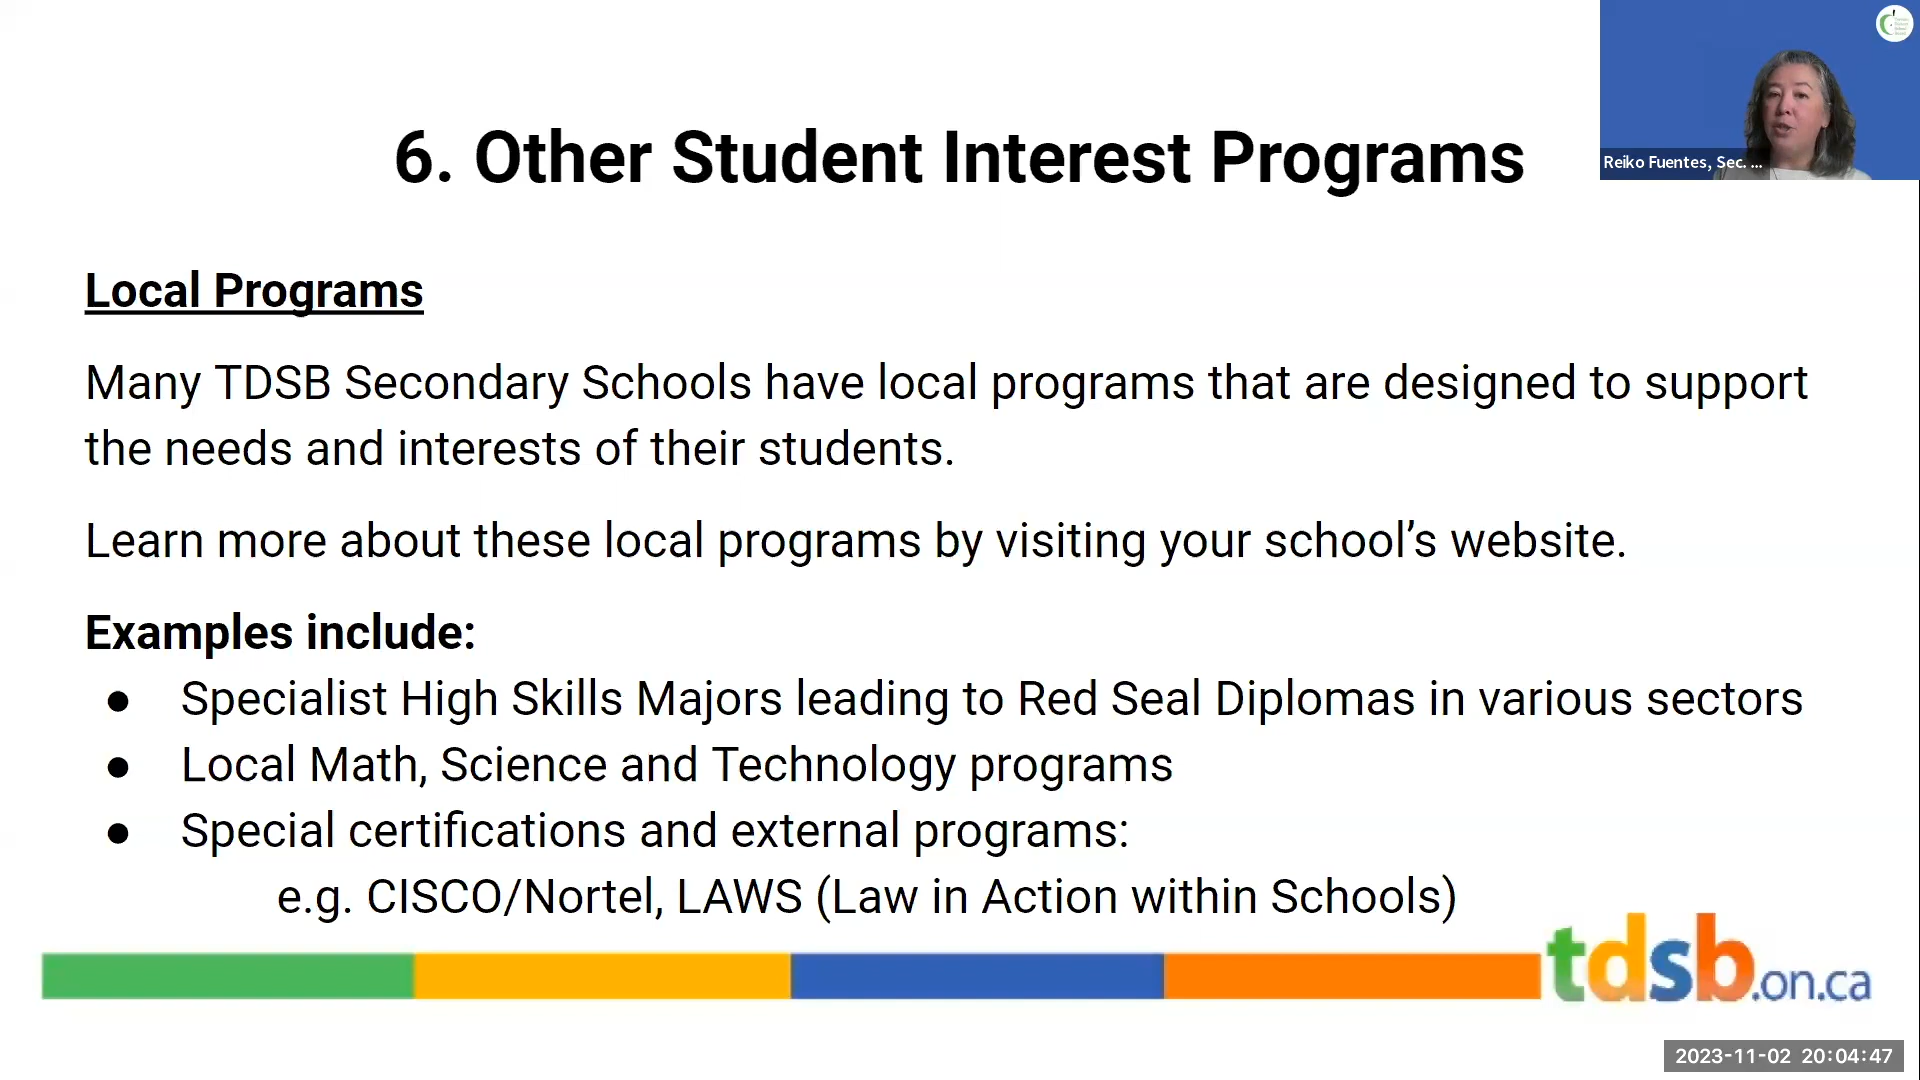 6. Other Student Interest Programs
Reiko Fuentes, Sec. ...
Local Programs
Many TDSB Secondary Schools have local programs that are designed to support
the needs and interests of their students.
Learn more about these local programs by visiting your school’s website.
Examples include:
● Specialist High Skills Majors leading to Red Seal Diplomas in various sectors
● Local Math, Science and Technology programs
● Special certifications and external programs:
e.g. CISCO/Nortel, LAWS (Law in Action within Schools)
tdsb.on.ca
2023-11-02 20:04:47